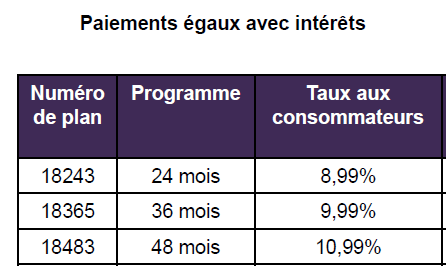 Paiements égaux avec intérêts
Numéro de plan Programme Taux aux consommateurs
18243 24 mois 8,99%
18365 36 mois 9,99%
18483 48 mois 10,99%